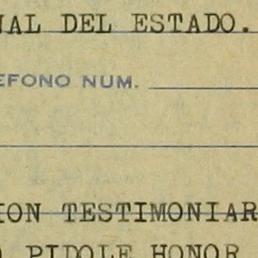 NAL DEL ESTADO.
EFONO NUM.
ION TESTIMONIAR
PIDOLE HONOR